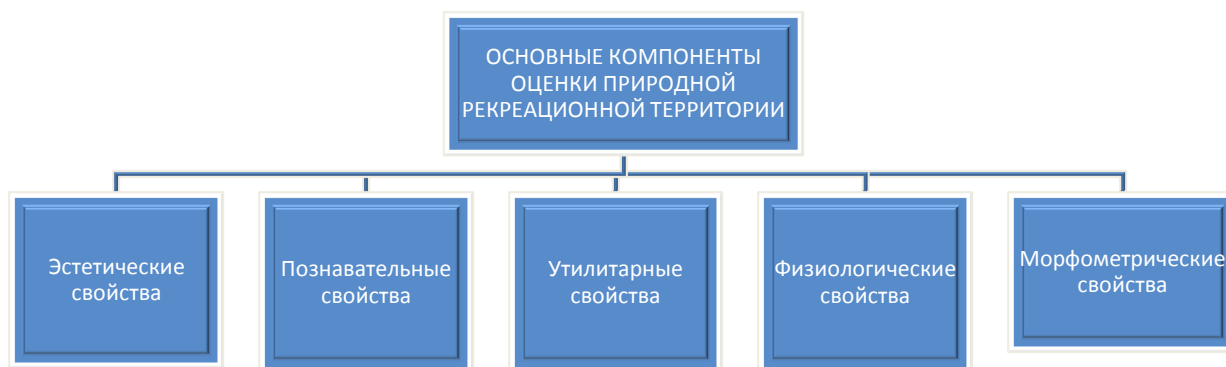 ОСНОВНЫЕ КОМПОНЕНТЫ
ОЦЕНКИ ПРИРОДНОЙ
РЕКРЕАЦИОННОЙ ТЕРРИТОРИИ
Эстетические
свойства
Познавательные
свойства
Утилитарные
свойства
Физиологические
свойства
Морфометрические
свойства